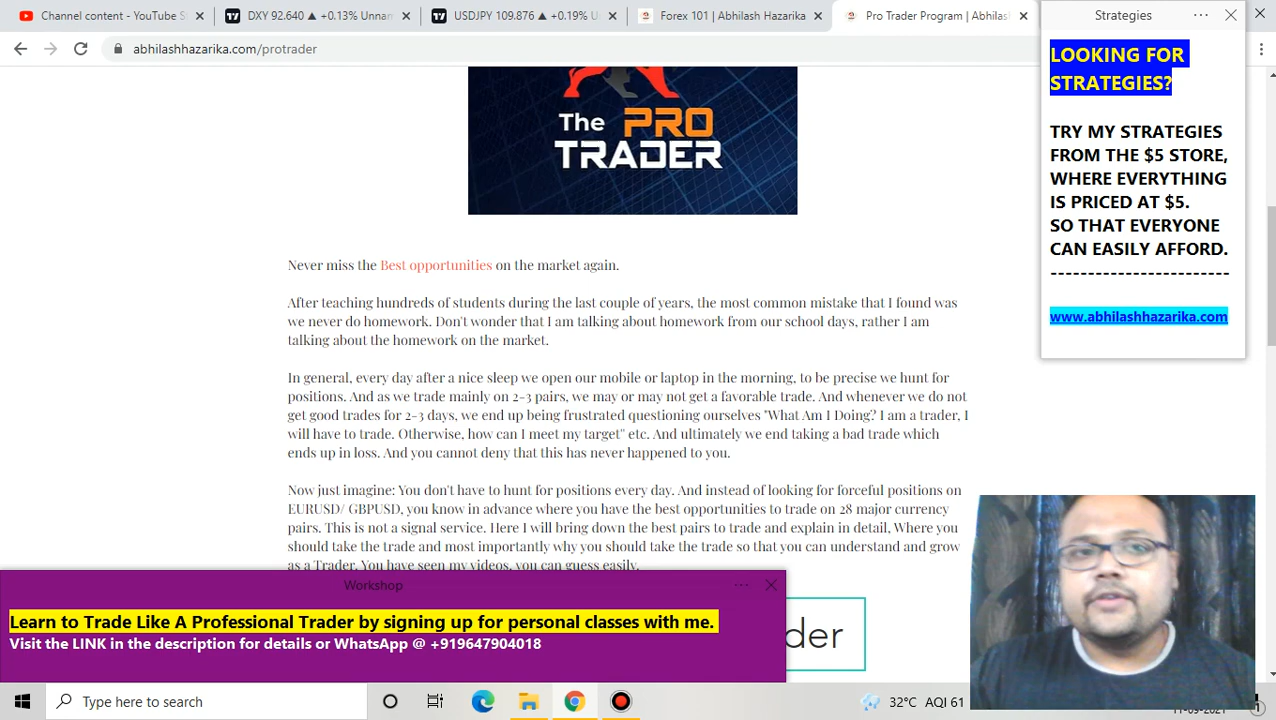 Channel content - YouTube S
DXY 92.640 ▲ +0.13% Unnam
USDJPY 109.876 ▲ +0.19% U
Forex 101 | Abhilash Hazarika
Pro Trader Program | Abhilas
abhilashhazarika.com/protrader
Strategies
LOOKING FOR
STRATEGIES?
TRY MY STRATEGIES
FROM THE $5 STORE,
WHERE EVERYTHING
IS PRICED AT $5.
SO THAT EVERYONE
CAN EASILY AFFORD.
-------------------------
www.abhilashhazarika.com
The PRO
TRADER
Never miss the Best opportunities on the market again.
After teaching hundreds of students during the last couple of years, the most common mistake that I found was
we never do homework. Don't wonder that I am talking about homework from our school days, rather I am
talking about the homework on the market.
In general, every day after a nice sleep we open our mobile or laptop in the morning, to be precise we hunt for
positions. And as we trade mainly on 2-3 pairs, we may or may not get a favorable trade. And whenever we do not
get good trades for 2-3 days, we end up being frustrated questioning ourselves "What Am I Doing? I am a trader, I
will have to trade. Otherwise, how can I meet my target" etc. And ultimately we end taking a bad trade which
ends up in loss. And you cannot deny that this has never happened to you.
Now just imagine: You don't have to hunt for positions every day. And instead of looking for forceful positions on
EURUSD/GBPUSD, you know in advance where you have the best opportunities to trade on 28 major currency
pairs. This is not a signal service. Here I will bring down the best pairs to trade and explain in detail, Where you
should take the trade and most importantly why you should take the trade so that you can understand and grow
as a Trader. You have seen my videos, you can guess easily.
Workshop
Learn to Trade Like A Professional Trader by signing up for personal classes with me.
Visit the LINK in the description for details or WhatsApp @ +919647904018
der
Type here to search
32°C AQI 61
11-09-2021